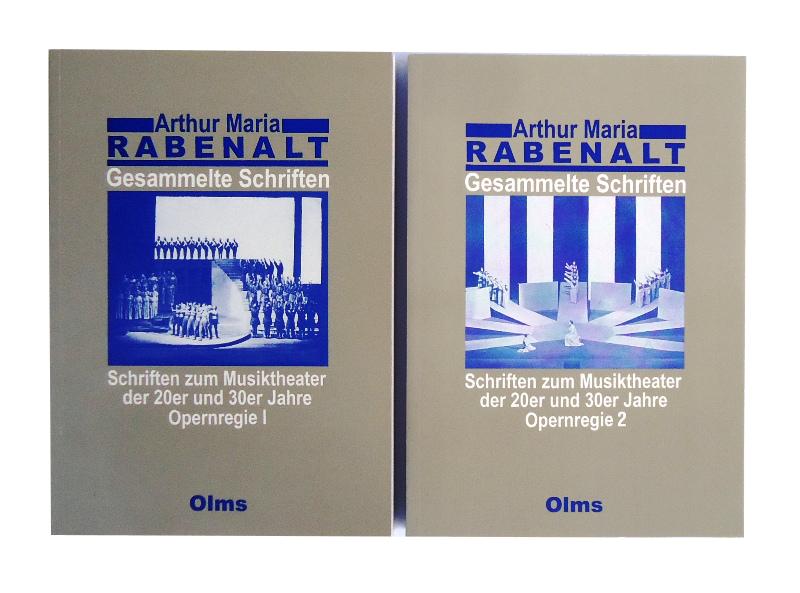 Arthur Maria
RABENALT
Gesammelte Schriften
Schriften zum Musiktheater
der 20er und 30er Jahre
Opernregie I
Olms
Arthur Maria
RABENALT
Gesammelte Schriften
Schriften zum Musiktheater
der 20er und 30er Jahre
Opernregie 2
Olms